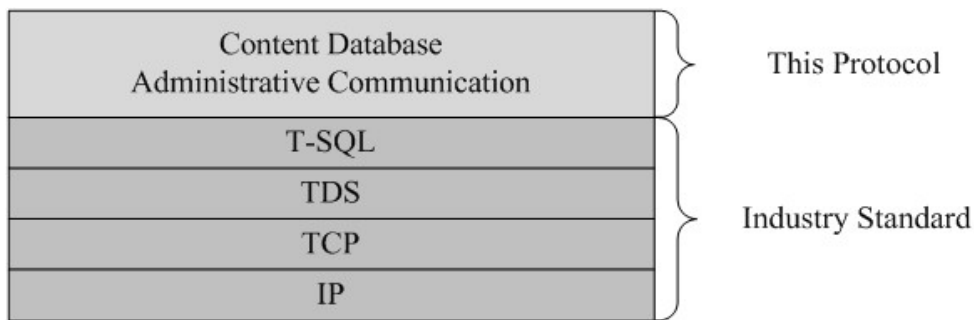 Content Database
Administrative Communication
This Protocol
T-SQL
TDS
TCP
IP
Industry Standard